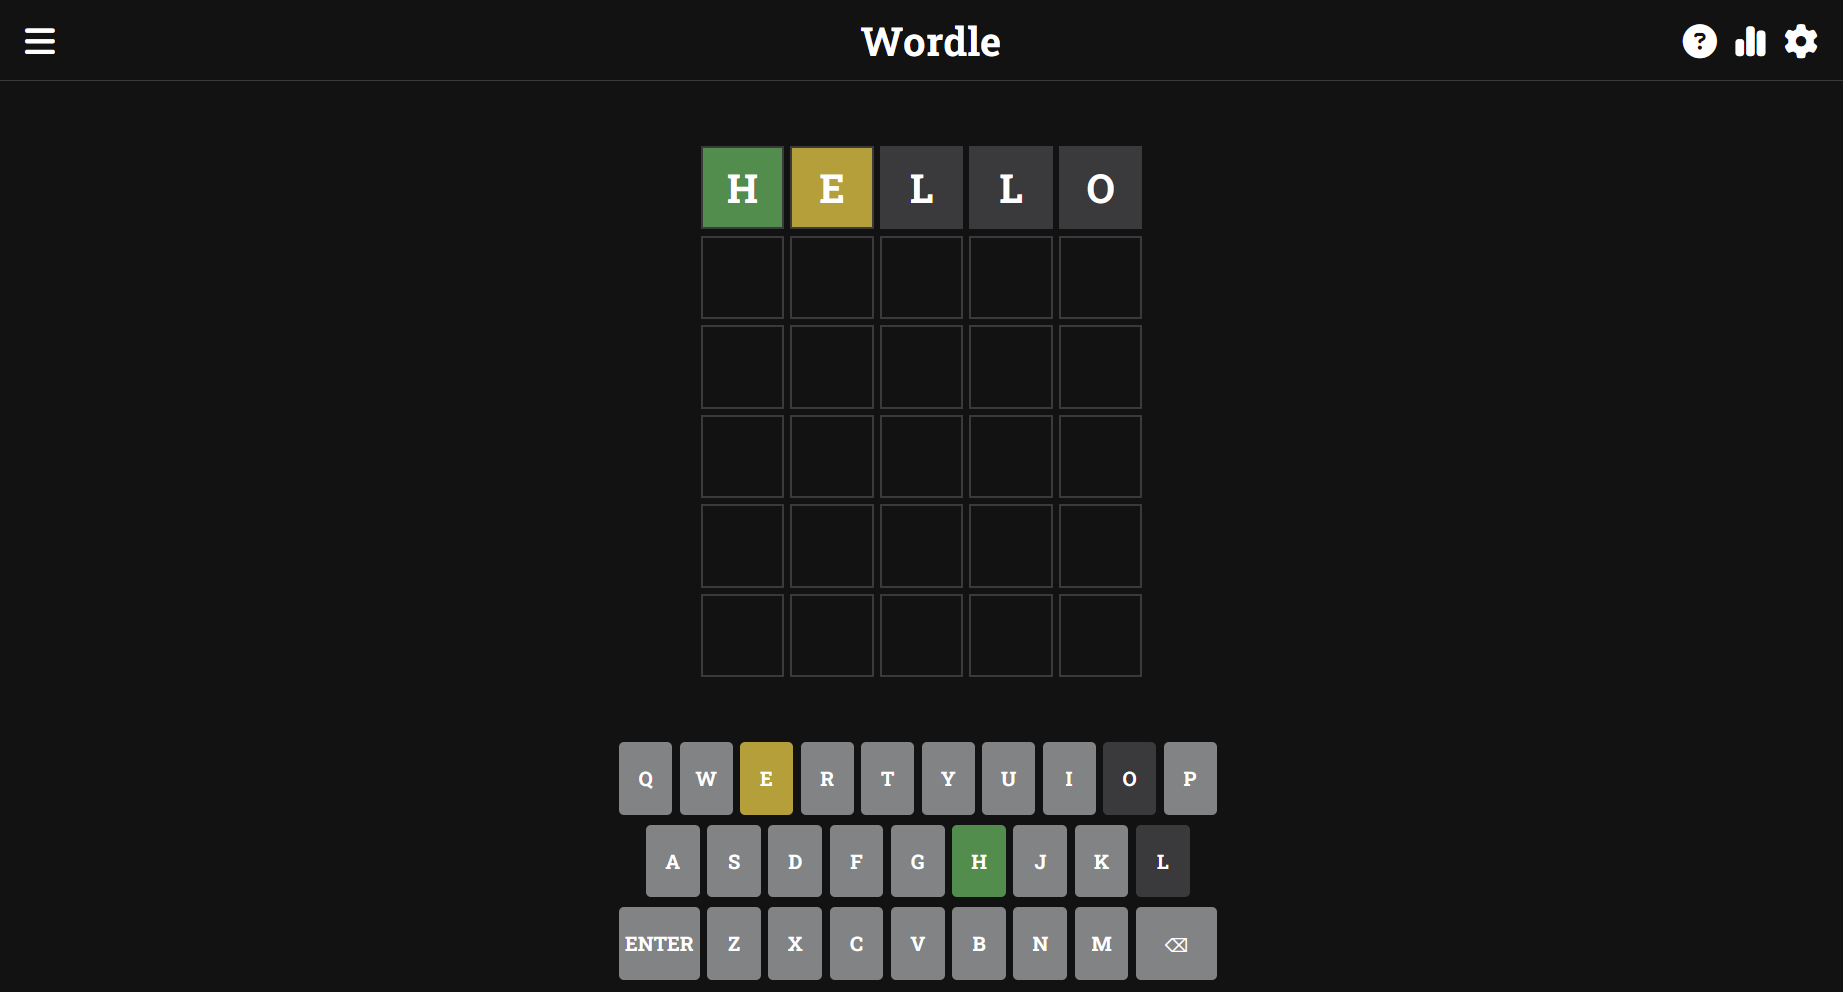 Wordle
?
H E L L O
Q W E R T Y U I O P
A S D F G H J K L
ENTER Z X C V B N M ⌫